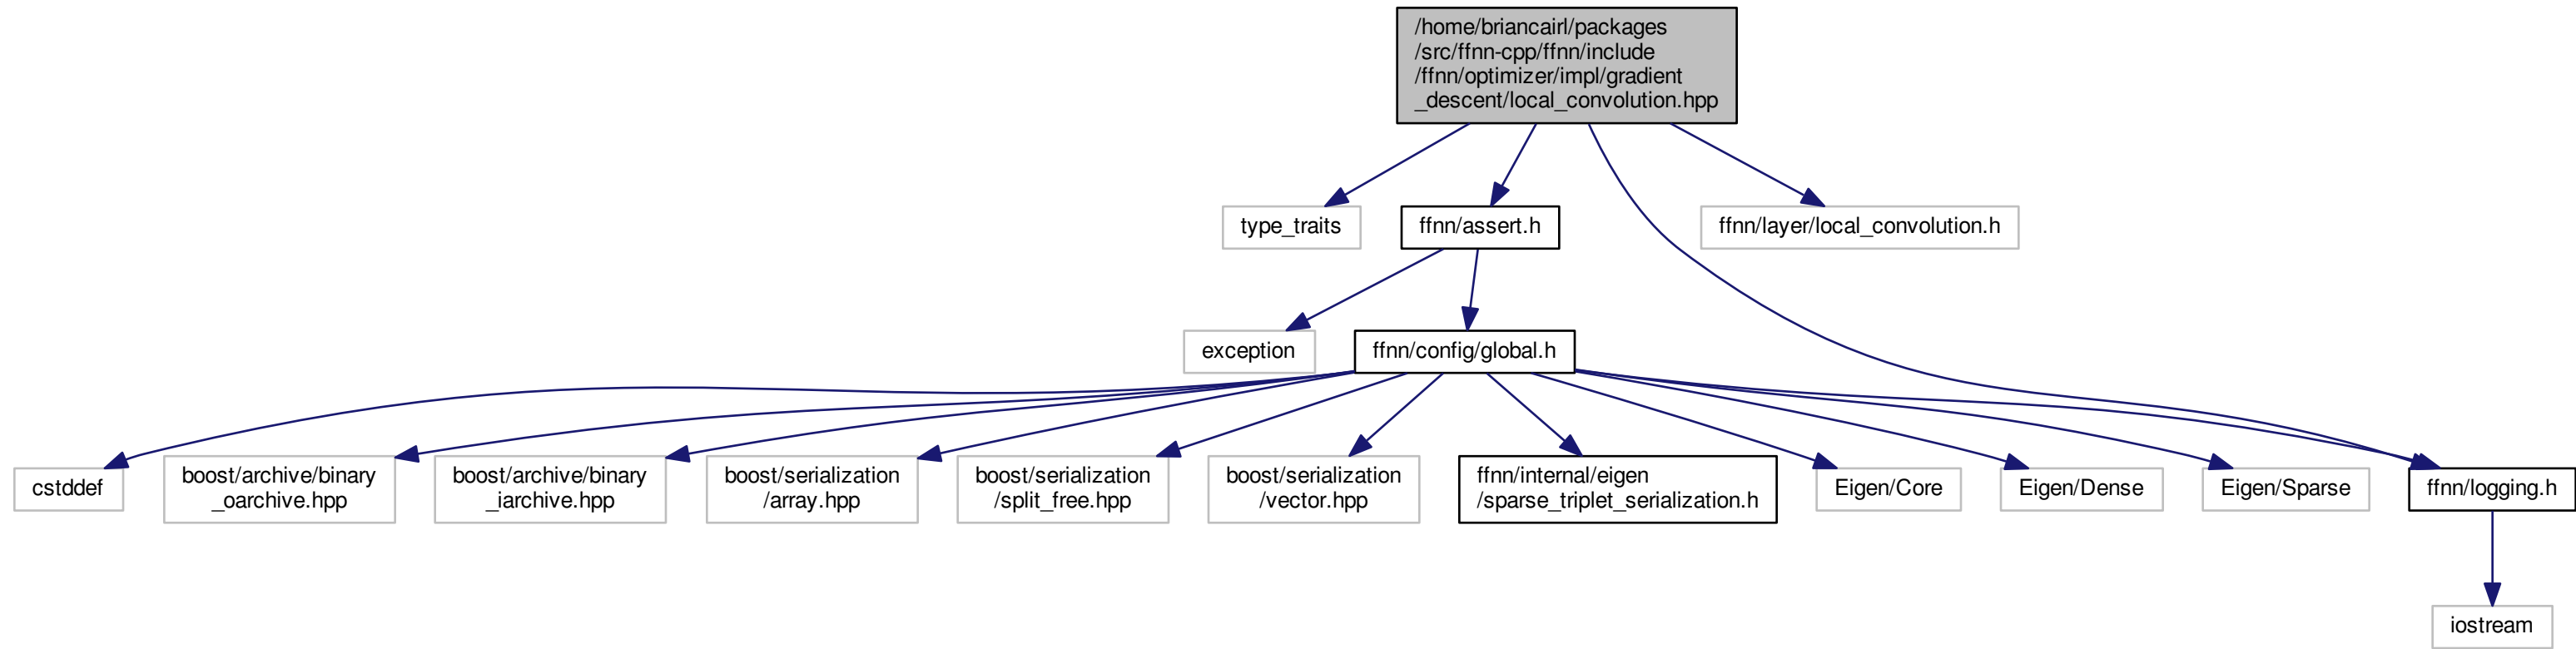 /home/briancairl/packages
/src/ffnn-cpp/ffnn/include
/ffnn/optimizer/impl/gradient
_descent/local_convolution.hpp
type_traits
ffnn/assert.h
ffnn/layer/local_convolution.h
exception
ffnn/config/global.h
cstddef
boost/archive/binary
_oarchive.hpp
boost/archive/binary
_iarchive.hpp
boost/serialization
/array.hpp
boost/serialization
/split_free.hpp
boost/serialization
/vector.hpp
ffnn/internal/eigen
/sparse_triplet_serialization.h
Eigen/Core
Eigen/Dense
Eigen/Sparse
ffnn/logging.h
iostream